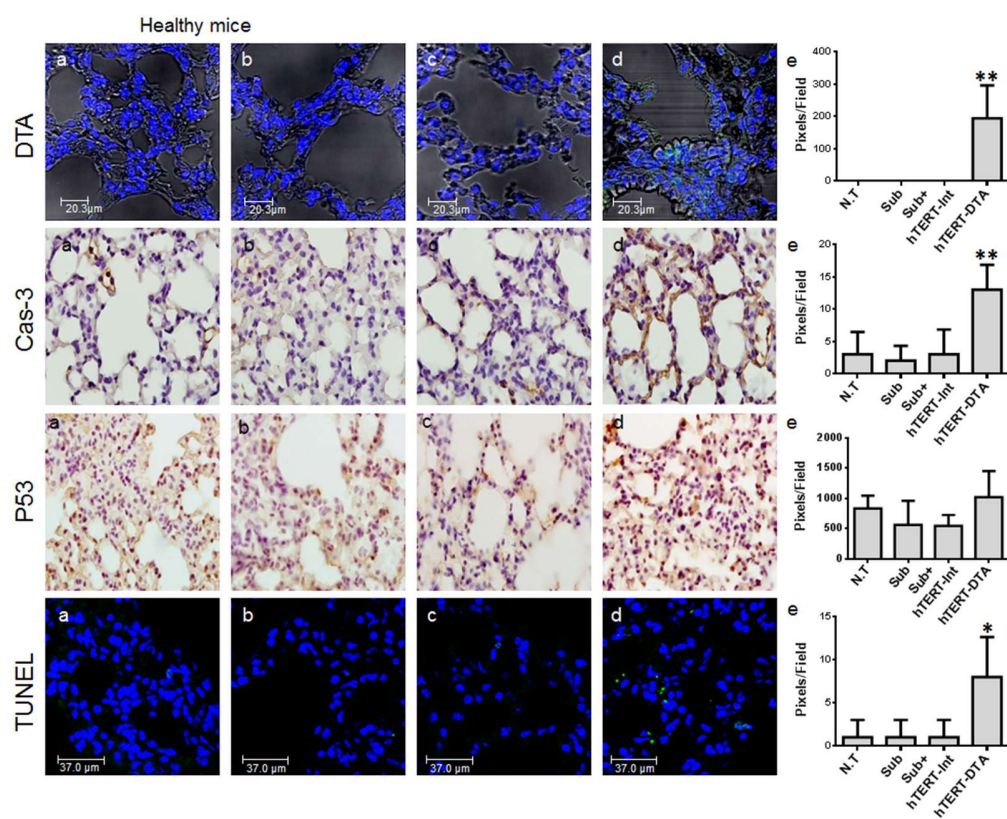 Healthy mice
DTA
a
20.3μm
b
20.3μm
c
20.3μm
d
20.3μm
e
Pixels/Field
400
300
200
100
0
**
N.T
Sub
Sub+
hTERT-Int
hTERT-DTA
Cas-3
a
b
c
d
e
Pixels/Field
20
15
10
5
0
**
N.T
Sub
Sub+
hTERT-Int
hTERT-DTA
P53
a
b
c
d
e
Pixels/Field
2000
1500
1000
500
0
N.T
Sub
Sub+
hTERT-Int
hTERT-DTA
TUNEL
a
37.0 μm
b
37.0 μm
c
37.0 μm
d
37.0 μm
e
Pixels/Field
15
10
5
0
*
N.T
Sub
Sub+
hTERT-Int
hTERT-DTA